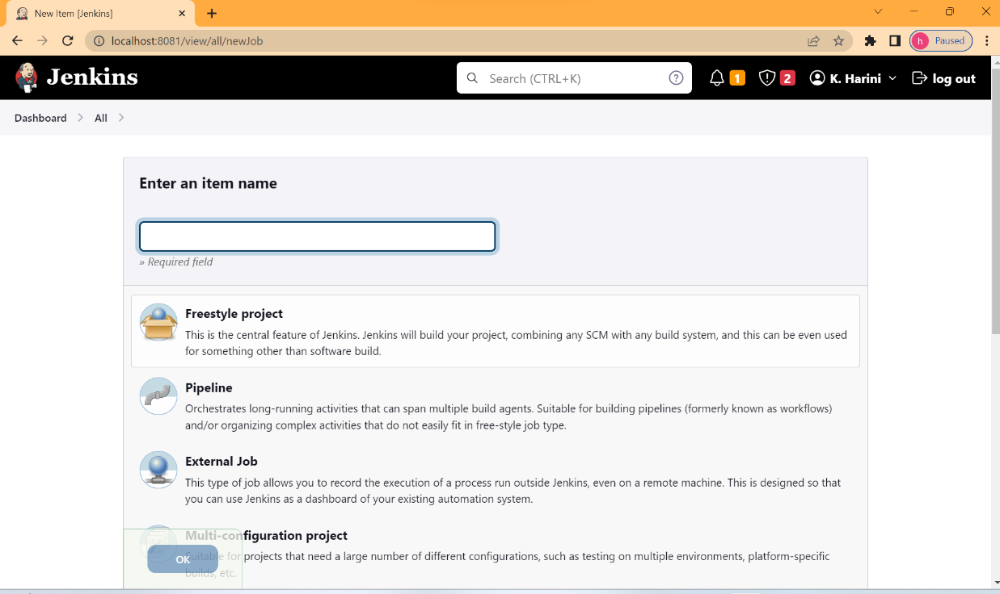 New Item [Jenkins]
localhost:8081/view/all/newJob
h Paused
Jenkins
Search (CTRL+K)
1
2
K. Harini
log out
Dashboard All
Enter an item name
» Required field
Freestyle project
This is the central feature of Jenkins. Jenkins will build your project, combining any SCM with any build system, and this can be even used
for something other than software build.
Pipeline
Orchestrates long-running activities that can span multiple build agents. Suitable for building pipelines (formerly known as workflows)
and/or organizing complex activities that do not easily fit in free-style job type.
External Job
This type of job allows you to record the execution of a process run outside Jenkins, even on a remote machine. This is designed so that
you can use Jenkins as a dashboard of your existing automation system.
Multi-configuration project
Suitable for projects that need a large number of different configurations, such as testing on multiple environments, platform-specific
builds, etc.
OK